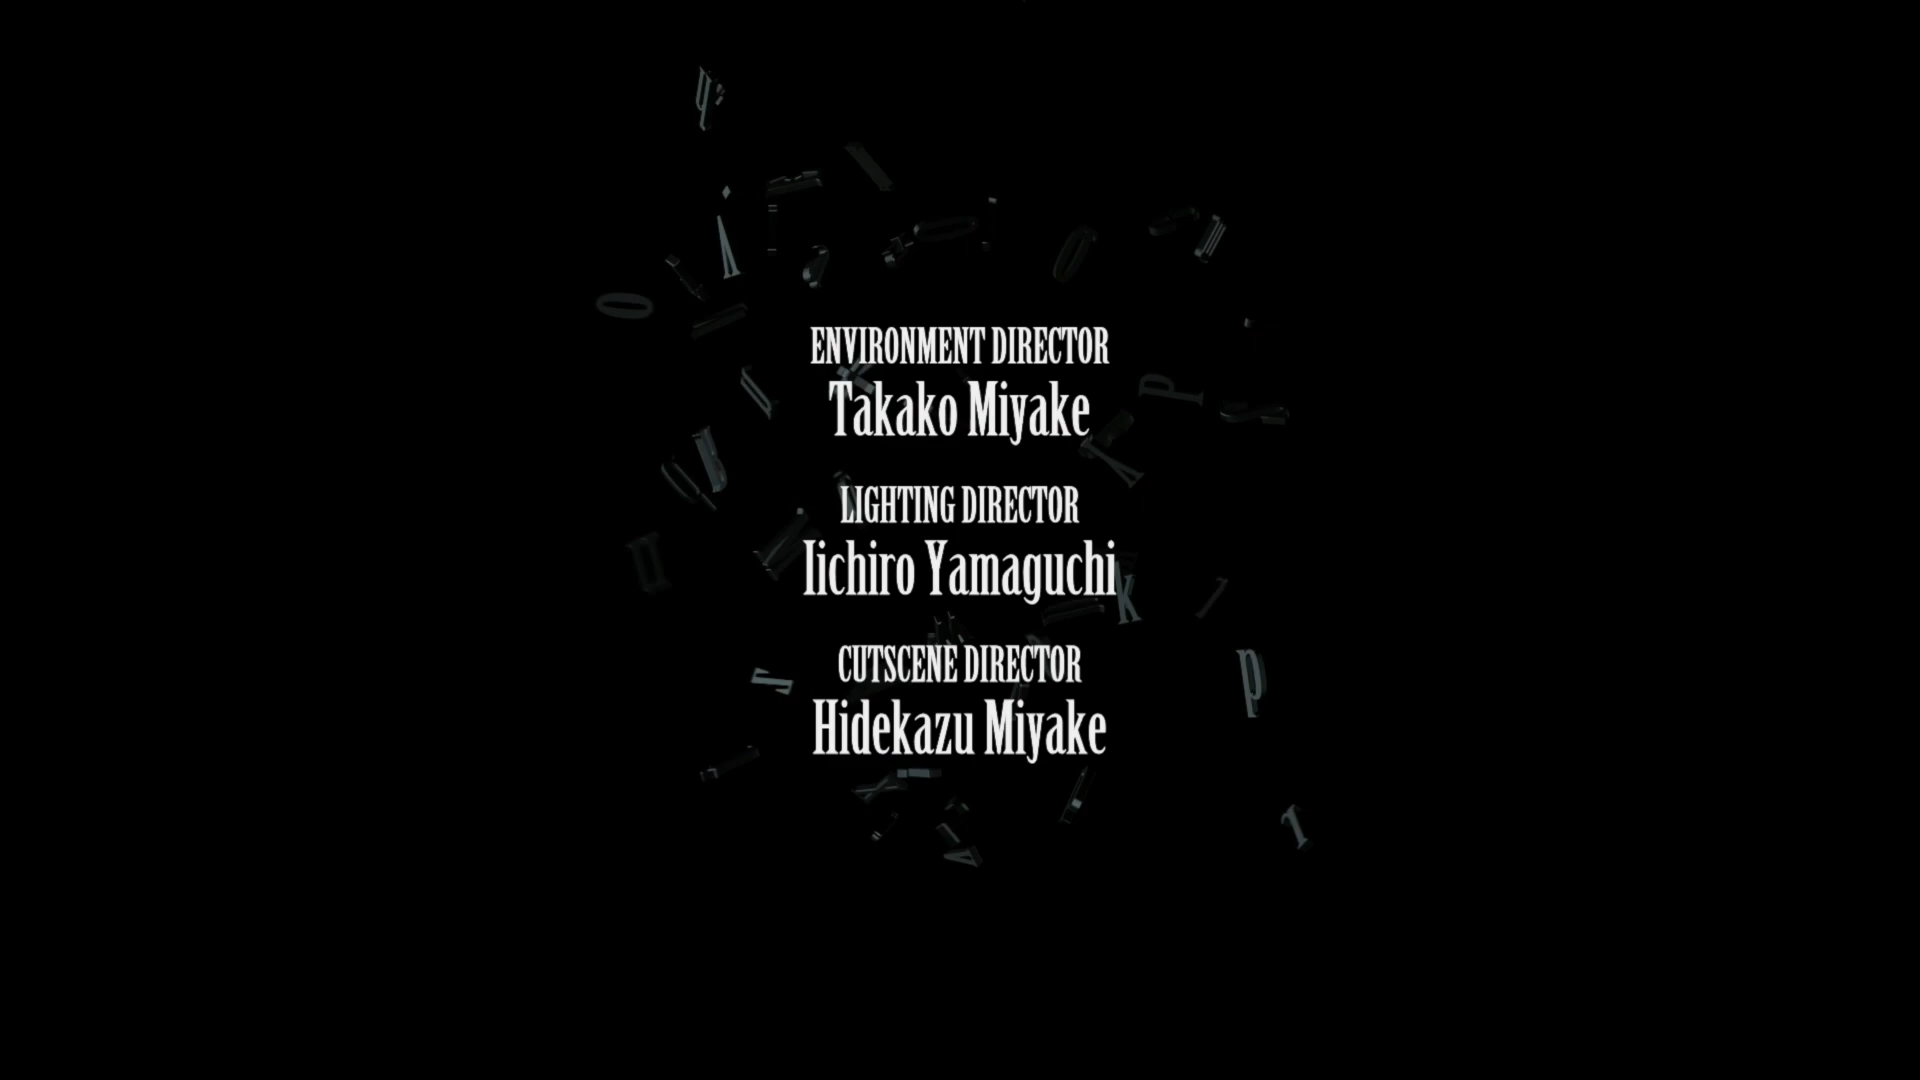 ENVIRONMENT DIRECTOR
Takako Miyake
LIGHTING DIRECTOR
Iichiro Yamaguchi
CUTSCENE DIRECTOR
Hidekazu Miyake